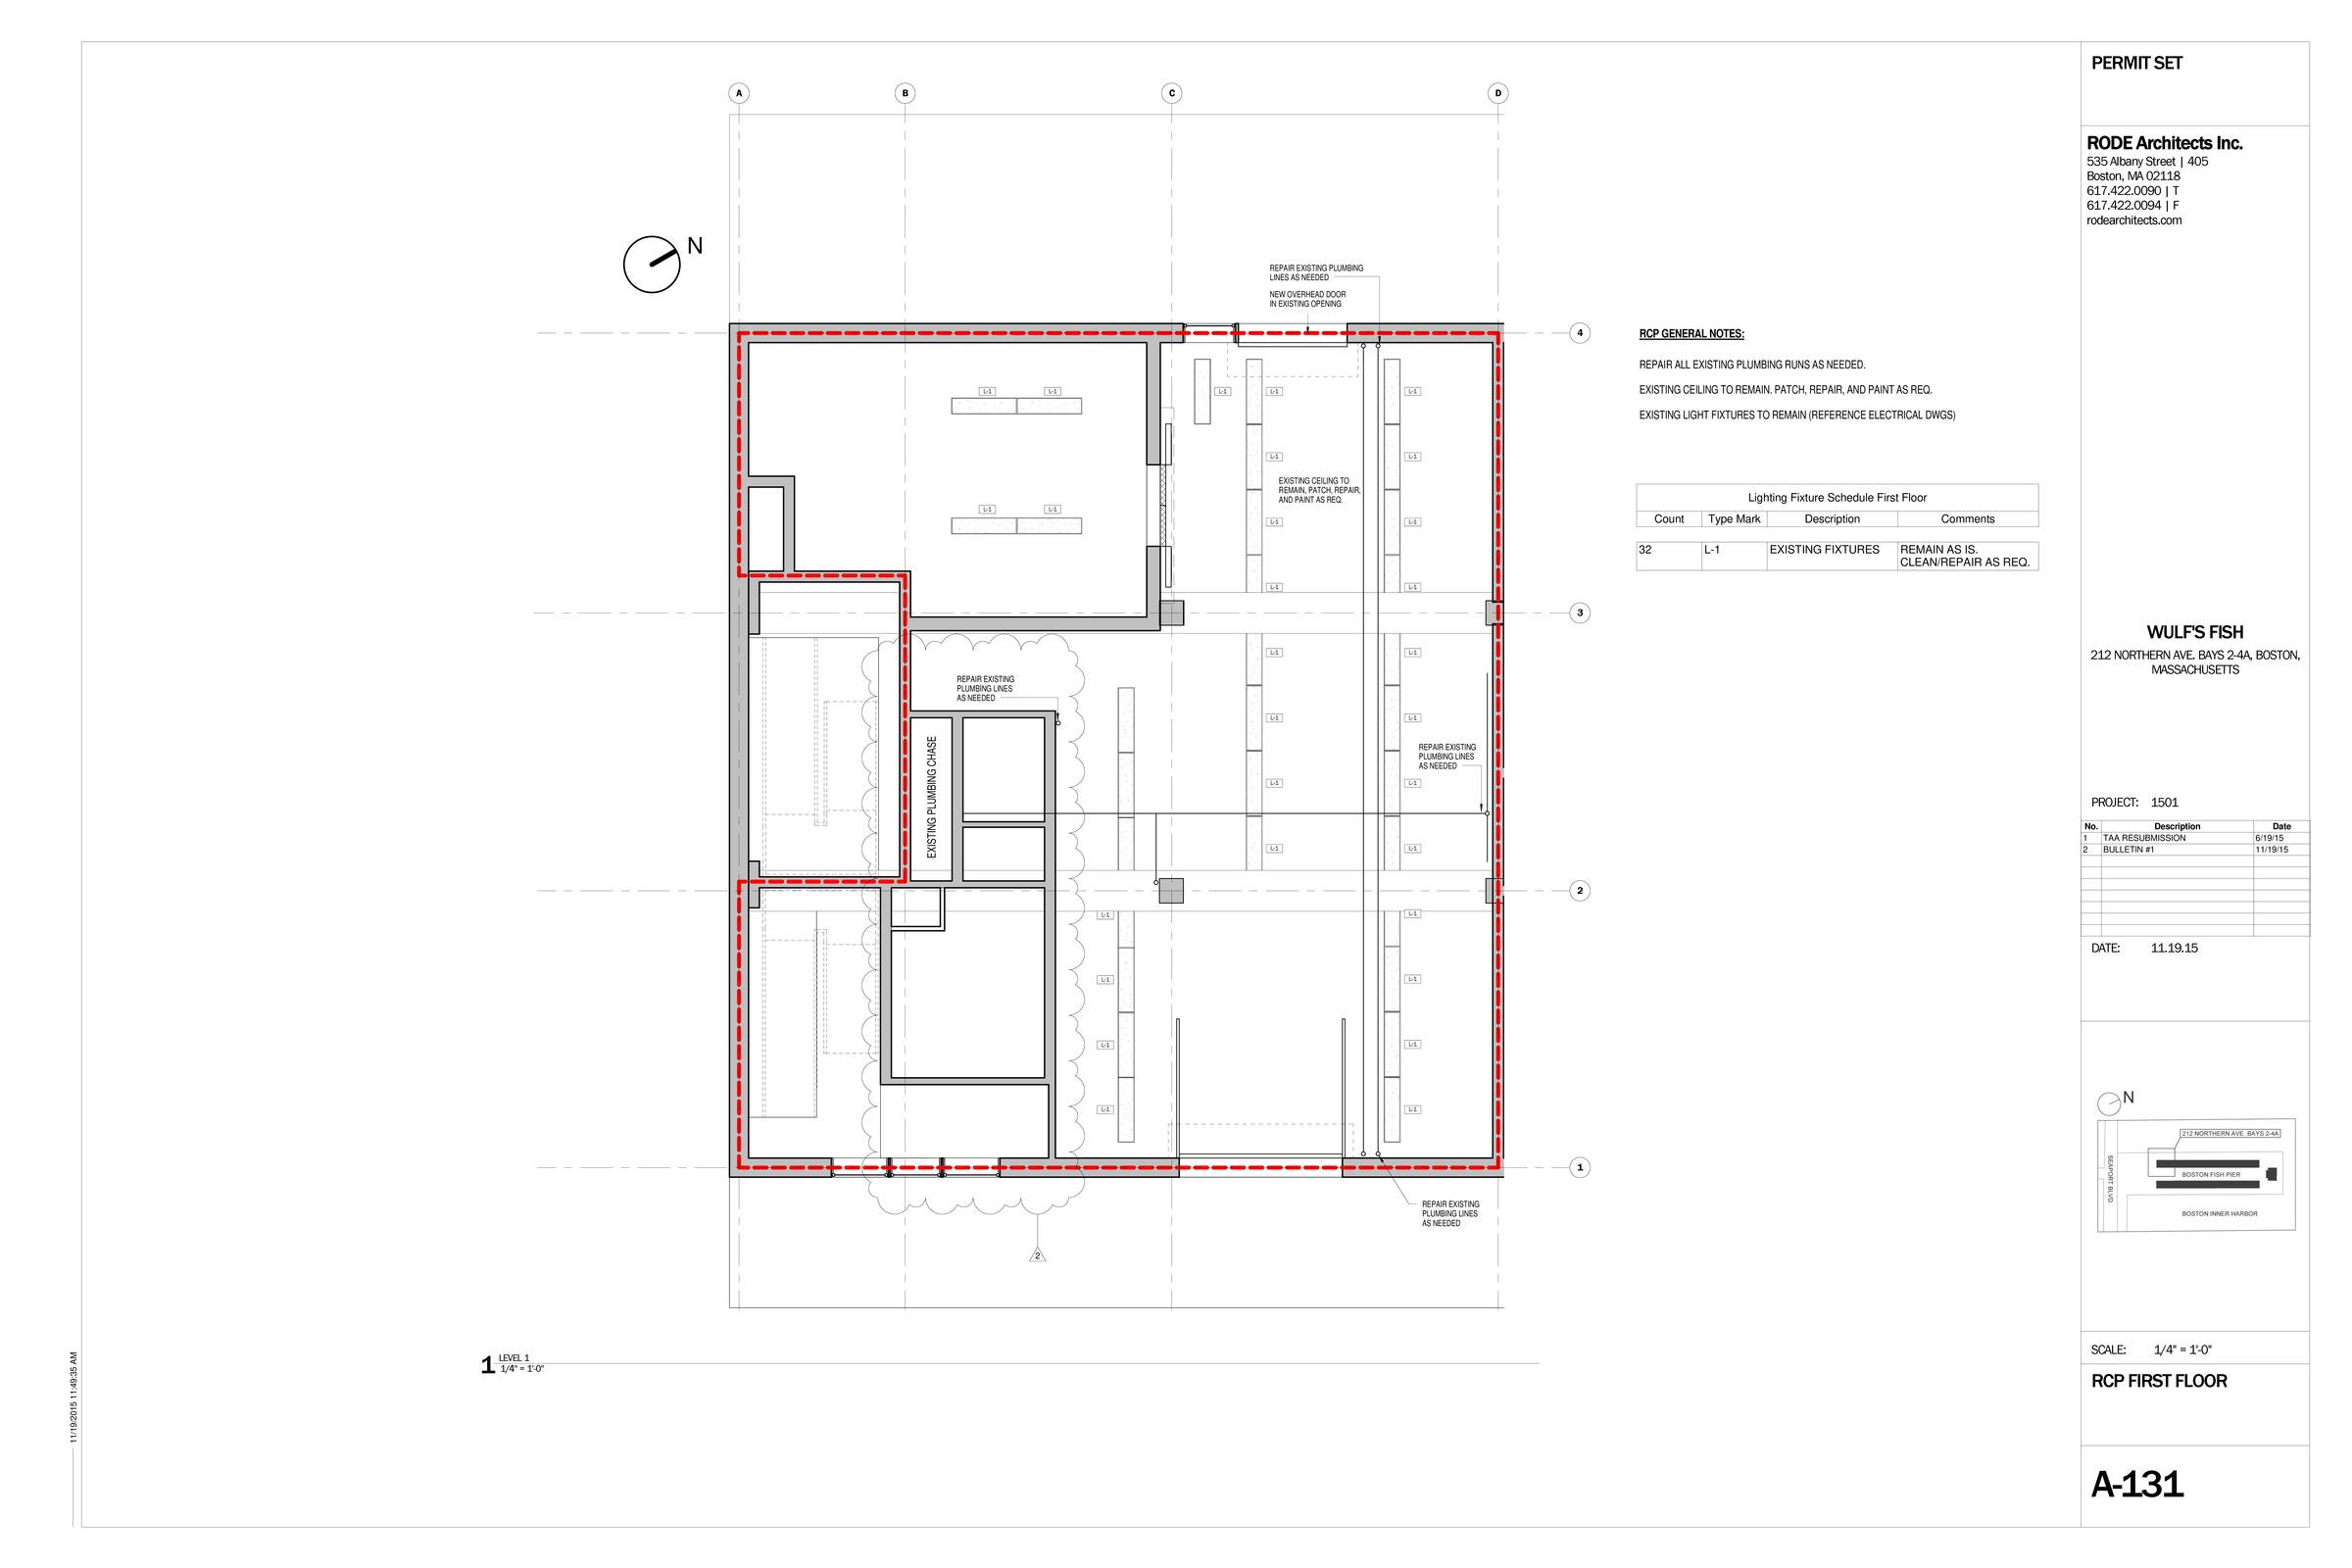 PERMIT SET
RODE Architects Inc.
535 Albany Street | 405
Boston, MA 02118
617.422.0090 | T
617.422.0094 | F
rodearchitects.com
A
B
C
D
N
REPAIR EXISTING PLUMBING
LINES AS NEEDED
NEW OVERHEAD DOOR
IN EXISTING OPENING
4
RCP GENERAL NOTES:
REPAIR ALL EXISTING PLUMBING RUNS AS NEEDED.
EXISTING CEILING TO REMAIN. PATCH, REPAIR, AND PAINT AS REQ.
EXISTING LIGHT FIXTURES TO REMAIN (REFERENCE ELECTRICAL DWGS)
L-1 L-1 L-1 L-1 L-1
L-1 L-1
EXISTING CEILING TO
REMAIN, PATCH, REPAIR,
AND PAINT AS REQ.
L-1 L-1
L-1 L-1
L-1 L-1
Lighting Fixture Schedule First Floor
Count Type Mark Description Comments
32 L-1 EXISTING FIXTURES REMAIN AS IS.
CLEAN/REPAIR AS REQ.
3
L-1 L-1
REPAIR EXISTING
PLUMBING LINES
AS NEEDED
L-1 L-1
EXISTING PLUMBING CHASE
REPAIR EXISTING
PLUMBING LINES
AS NEEDED
L-1 L-1
L-1 L-1
2
L-1 L-1
L-1 L-1
L-1 L-1
L-1 L-1
1
REPAIR EXISTING
PLUMBING LINES
AS NEEDED
2
1 LEVEL 1
1/4" = 1'-0"
11/19/2015 11:49:35 AM
WULF'S FISH
212 NORTHERN AVE. BAYS 2-4A, BOSTON,
MASSACHUSETTS
PROJECT: 1501
No. Description Date
1 TAA RESUBMISSION 6/19/15
2 BULLETIN #1 11/19/15
DATE: 11.19.15
N
212 NORTHERN AVE. BAYS 2-4A
SEAPORT BLVD
BOSTON FISH PIER
BOSTON INNER HARBOR
SCALE: 1/4" = 1'-0"
RCP FIRST FLOOR
A-131